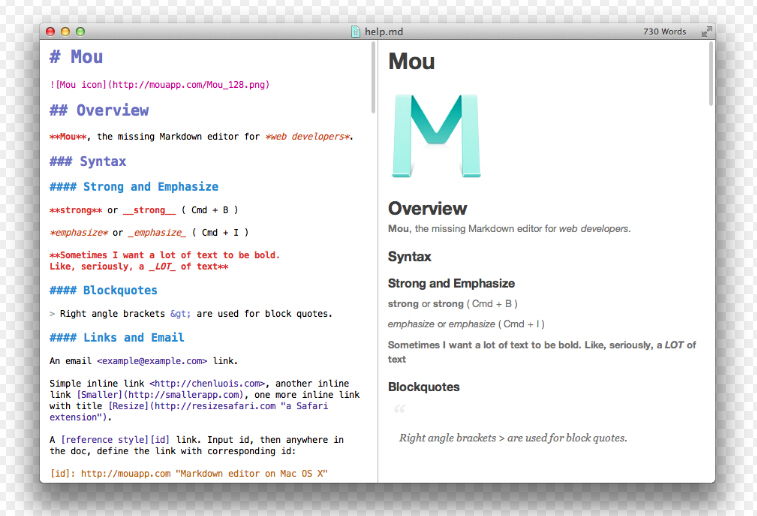 help.md
730 Words
# Mou
![Mou icon](http://mouapp.com/Mou_128.png)
## Overview
**Mou**, the missing Markdown editor for *web developers*.
### Syntax
#### Strong and Emphasize
**strong** or __strong__ ( Cmd + B )
*emphasize* or _emphasize_ ( Cmd + I )
**Sometimes I want a lot of text to be bold.
Like, seriously, a _LOT_ of text**
#### Blockquotes
> Right angle brackets &gt; are used for block quotes.
#### Links and Email
An email <example@example.com> link.
Simple inline link <http://chenluois.com>, another inline
link [Smaller](http://smallerapp.com), one more inline link
with title [Resize](http://resizesafari.com "a Safari
extension").
A [reference style][id] link. Input id, then anywhere in
the doc, define the link with corresponding id:
[id]: http://mouapp.com "Markdown editor on Mac OS X"
Mou
M
Overview
Mou, the missing Markdown editor for web developers.
Syntax
Strong and Emphasize
strong or strong ( Cmd + B )
emphasize or emphasize ( Cmd + I )
Sometimes I want a lot of text to be bold. Like, seriously, a LOT of
text
Blockquotes
“
Right angle brackets > are used for block quotes.